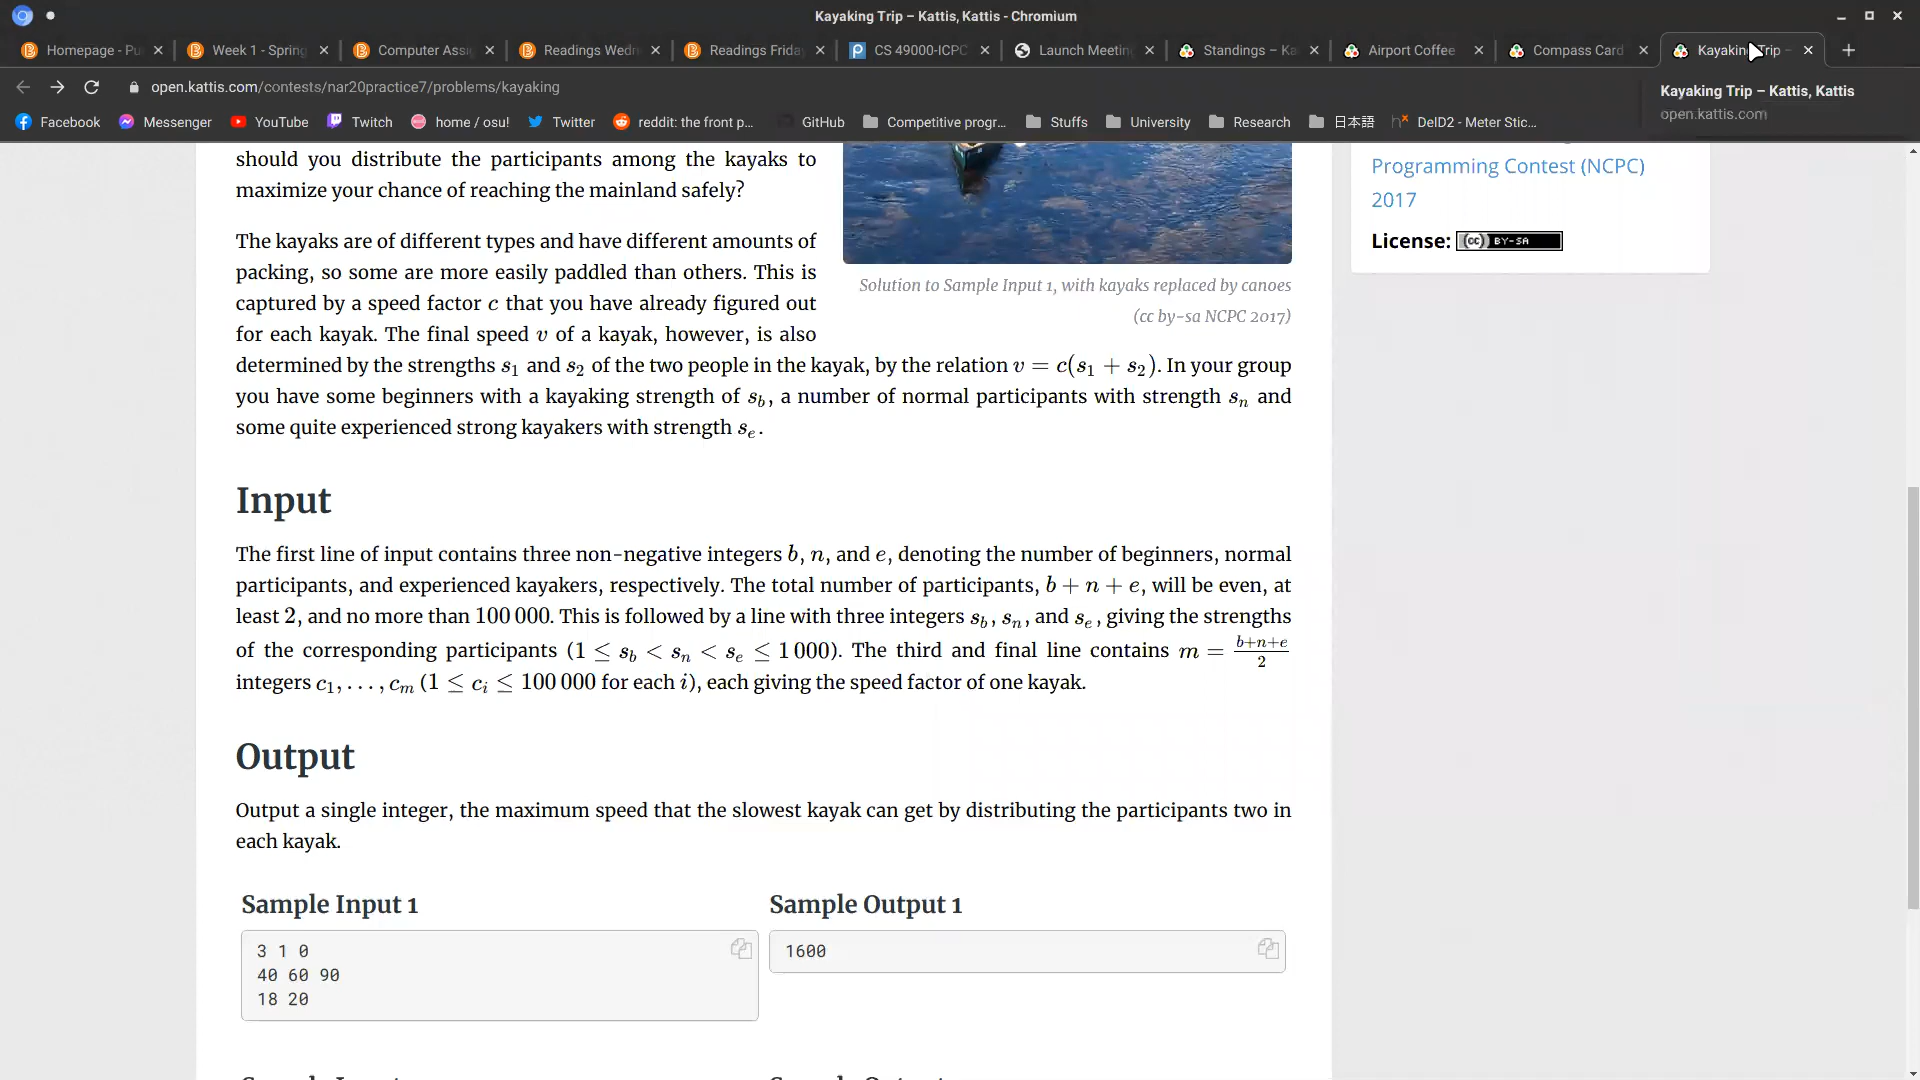 Kayaking Trip – Kattis, Kattis - Chromium
Homepage - Pu
Week 1 - Spring
Computer Assig
Readings Wedn
Readings Friday
CS 49000-ICPC
Launch Meeting
Standings – Ka
Airport Coffee
Compass Card
Kayaking Trip –
open.kattis.com/contests/nar20practice7/problems/kayaking
Kayaking Trip – Kattis, Kattis
open.kattis.com
Facebook
Messenger
YouTube
Twitch
home / osu!
Twitter
reddit: the front p...
GitHub
Competitive progr...
Stuffs
University
Research
日本語
DelD2 - Meter Stic...
should you distribute the participants among the kayaks to
maximize your chance of reaching the mainland safely?
The kayaks are of different types and have different amounts of
packing, so some are more easily paddled than others. This is
captured by a speed factor c that you have already figured out
for each kayak. The final speed v of a kayak, however, is also
determined by the strengths s₁ and s₂ of the two people in the kayak, by the relation v = c(s₁ + s₂). In your group
you have some beginners with a kayaking strength of s_b, a number of normal participants with strength s_n and
some quite experienced strong kayakers with strength s_e.
Solution to Sample Input 1, with kayaks replaced by canoes
(cc by-sa NCPC 2017)
Programming Contest (NCPC)
2017
License: (cc) BY-SA
Input
The first line of input contains three non-negative integers b, n, and e, denoting the number of beginners, normal
participants, and experienced kayakers, respectively. The total number of participants, b + n + e, will be even, at
least 2, and no more than 100 000. This is followed by a line with three integers s_b, s_n, and s_e, giving the strengths
of the corresponding participants (1 ≤ s_b < s_n < s_e ≤ 1 000). The third and final line contains m = (b+n+e)/2
integers c₁, . . . , c_m (1 ≤ c_i ≤ 100 000 for each i), each giving the speed factor of one kayak.
Output
Output a single integer, the maximum speed that the slowest kayak can get by distributing the participants two in
each kayak.
Sample Input 1
Sample Output 1
3 1 0
40 60 90
18 20
1600